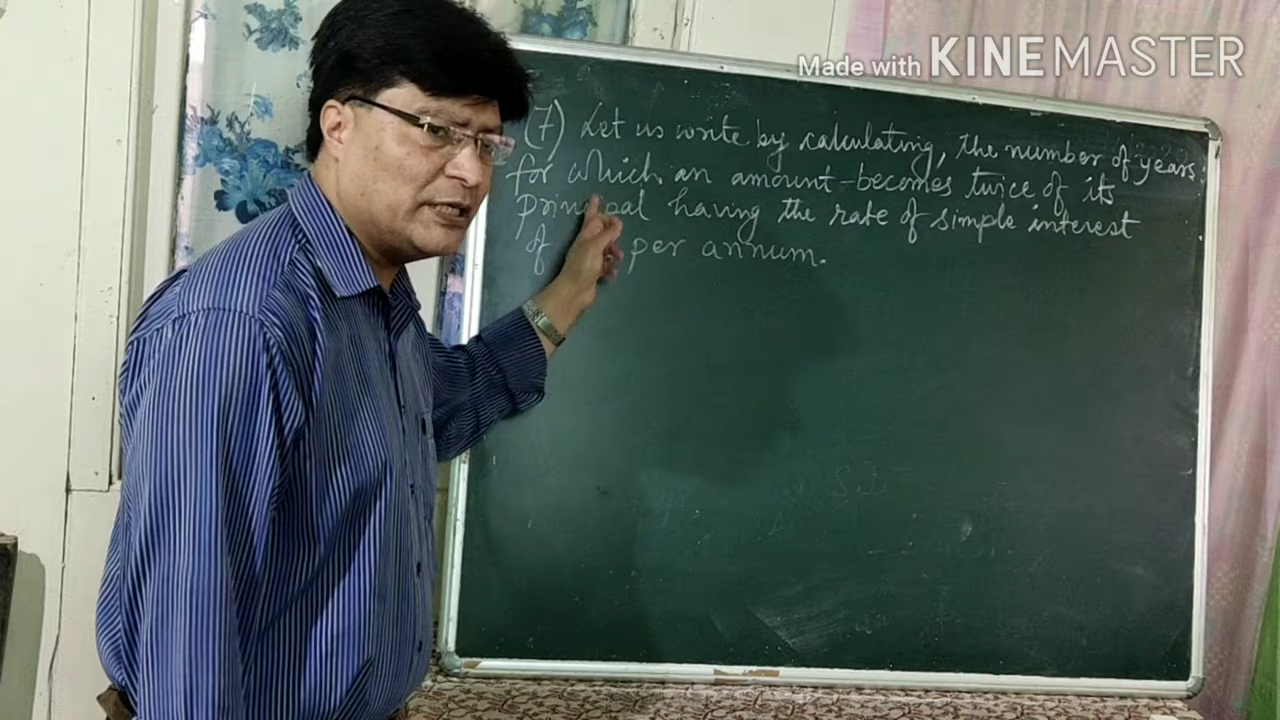 Made with KINEMASTER
(7) Let us write by calculating, the number of years
for which an amount becomes twice of its
principal having the rate of simple interest
of per annum.
S.I